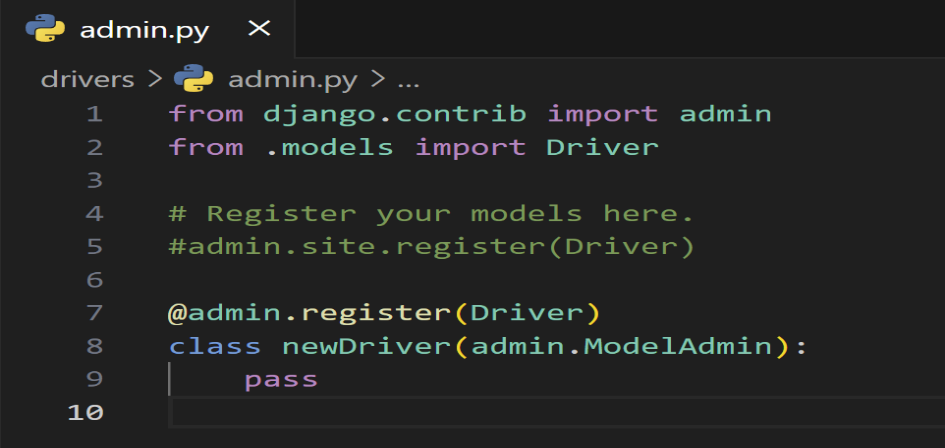 admin.py ×
drivers > admin.py > ...
1 from django.contrib import admin
2 from .models import Driver
3
4 # Register your models here.
5 #admin.site.register(Driver)
6
7 @admin.register(Driver)
8 class newDriver(admin.ModelAdmin):
9     pass
10